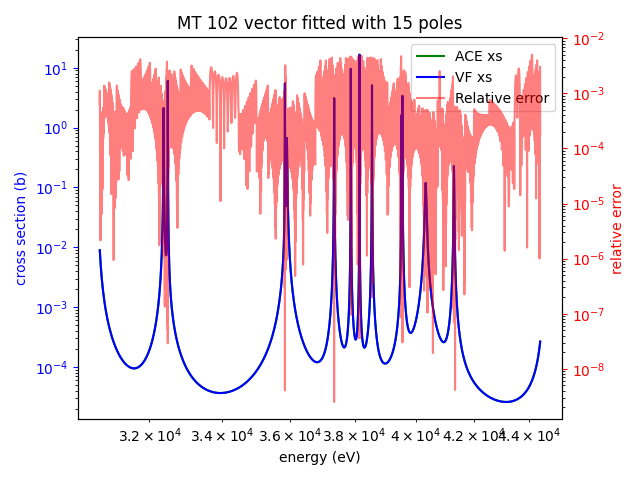 MT 102 vector fitted with 15 poles
ACE xs
VF xs
Relative error
cross section (b)
10¹
10⁰
10⁻¹
10⁻²
10⁻³
10⁻⁴
10⁻²
10⁻³
10⁻⁴
10⁻⁵
10⁻⁶
10⁻⁷
10⁻⁸
relative error
3.2 × 10⁴ 3.4 × 10⁴ 3.6 × 10⁴ 3.8 × 10⁴ 4 × 10⁴ 4.2 × 10⁴ 4.4 × 10⁴
energy (eV)